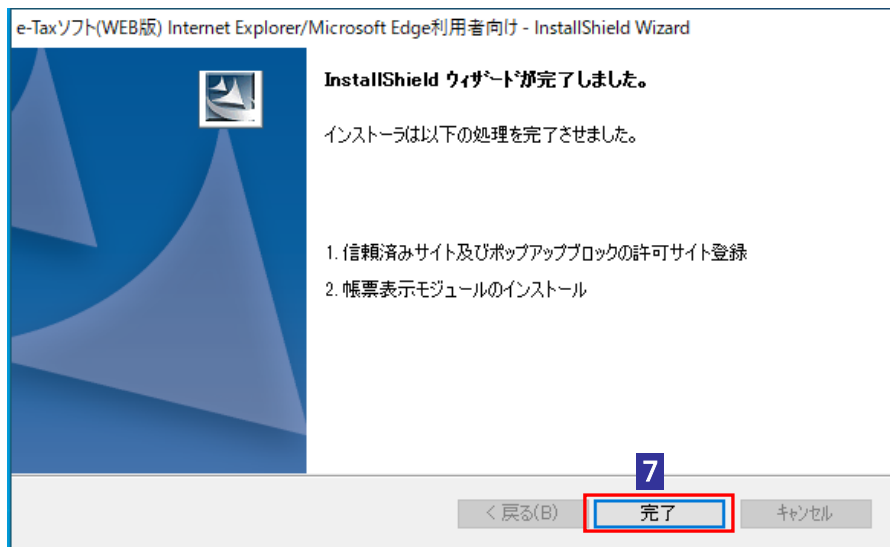 e-Taxソフト(WEB版) Internet Explorer/Microsoft Edge利用者向け - InstallShield Wizard
InstallShield ウィザードが完了しました。
インストーラは以下の処理を完了させました。
1. 信頼済みサイト及びポップアップブロックの許可サイト登録
2. 帳票表示モジュールのインストール
7
< 戻る(B)
完了
キャンセル